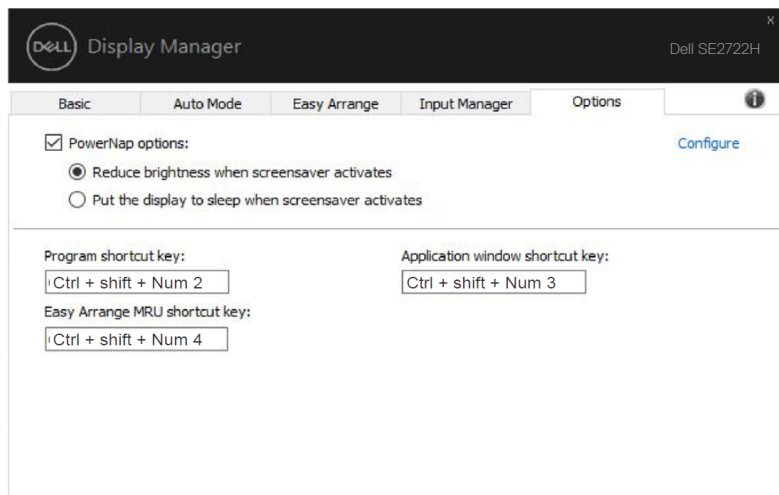 x
DELL Display Manager
Dell SE2722H
Basic Auto Mode Easy Arrange Input Manager Options i
PowerNap options: Configure
Reduce brightness when screensaver activates
Put the display to sleep when screensaver activates
Program shortcut key: Application window shortcut key:
Ctrl + shift + Num 2 Ctrl + shift + Num 3
Easy Arrange MRU shortcut key:
Ctrl + shift + Num 4